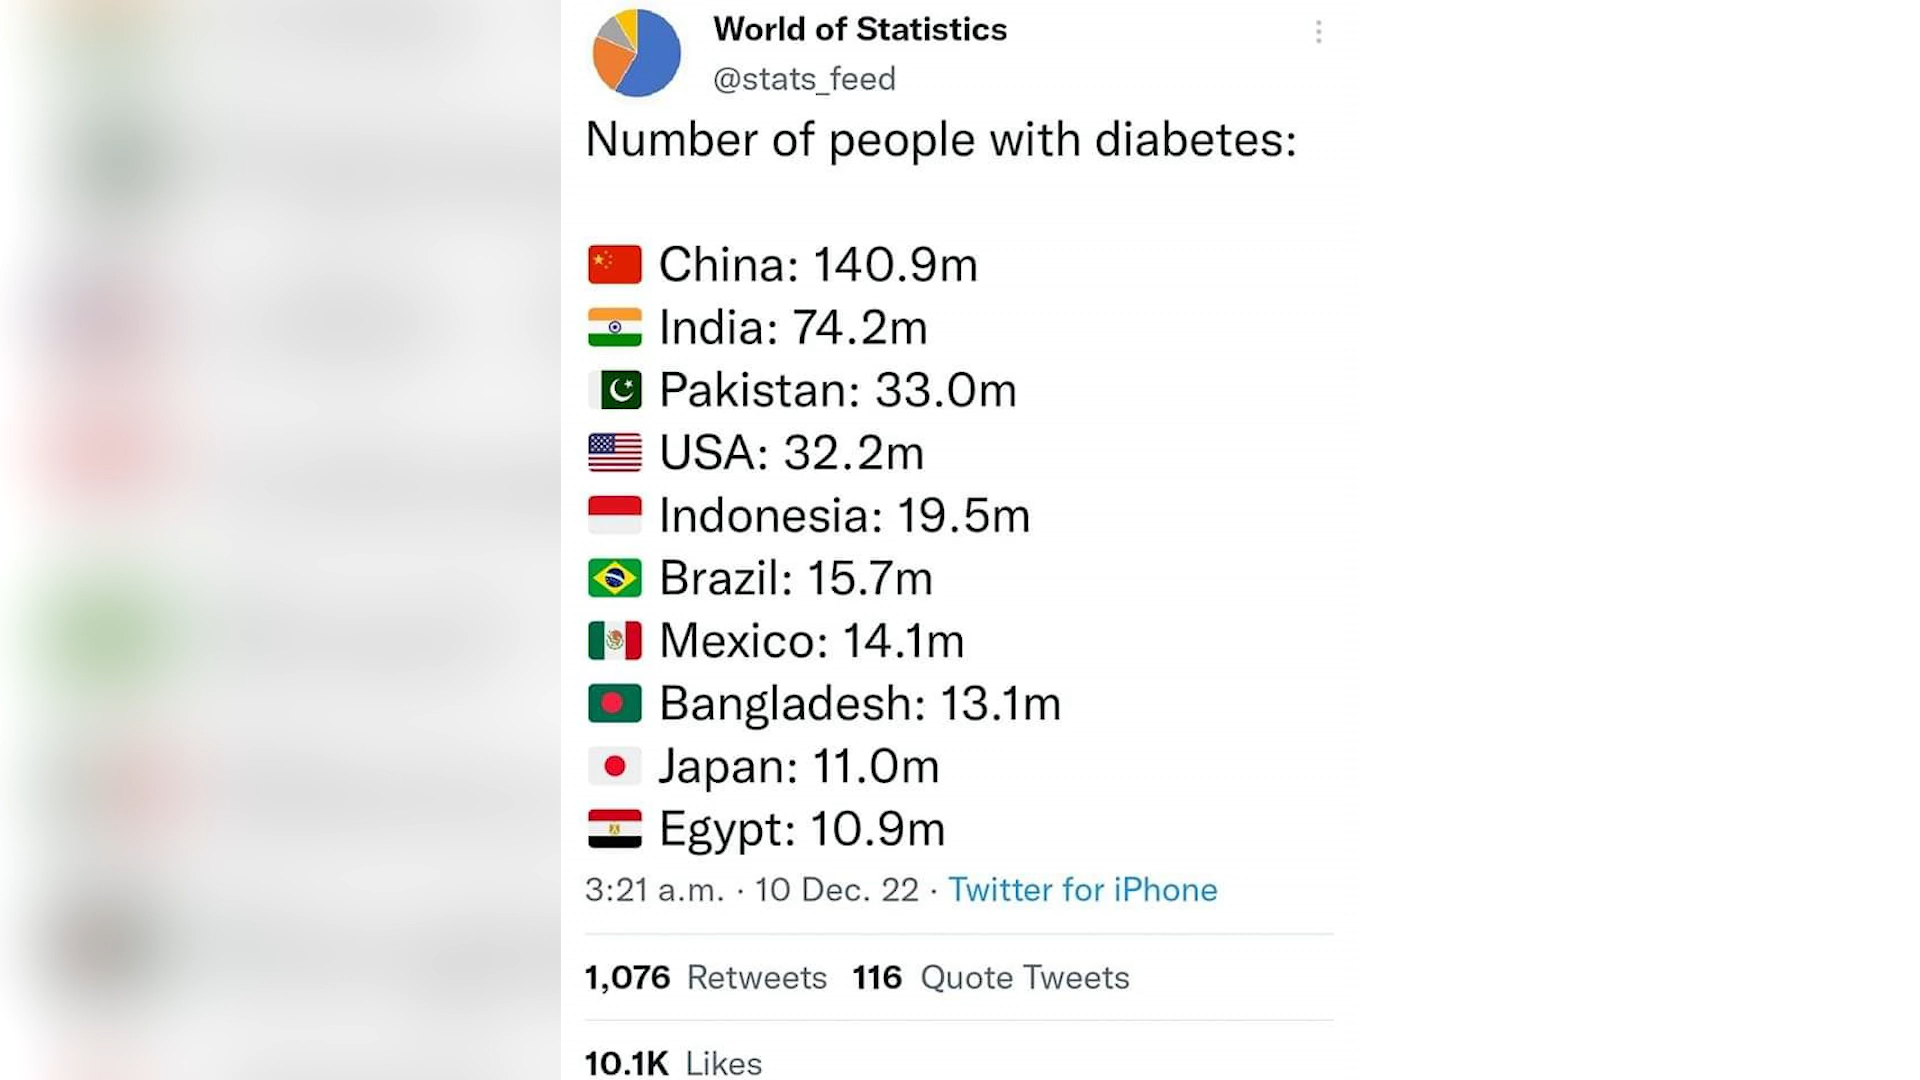 World of Statistics
@stats_feed
Number of people with diabetes:
China: 140.9m
India: 74.2m
Pakistan: 33.0m
USA: 32.2m
Indonesia: 19.5m
Brazil: 15.7m
Mexico: 14.1m
Bangladesh: 13.1m
Japan: 11.0m
Egypt: 10.9m
3:21 a.m. · 10 Dec. 22 · Twitter for iPhone
1,076 Retweets 116 Quote Tweets
10.1K Likes